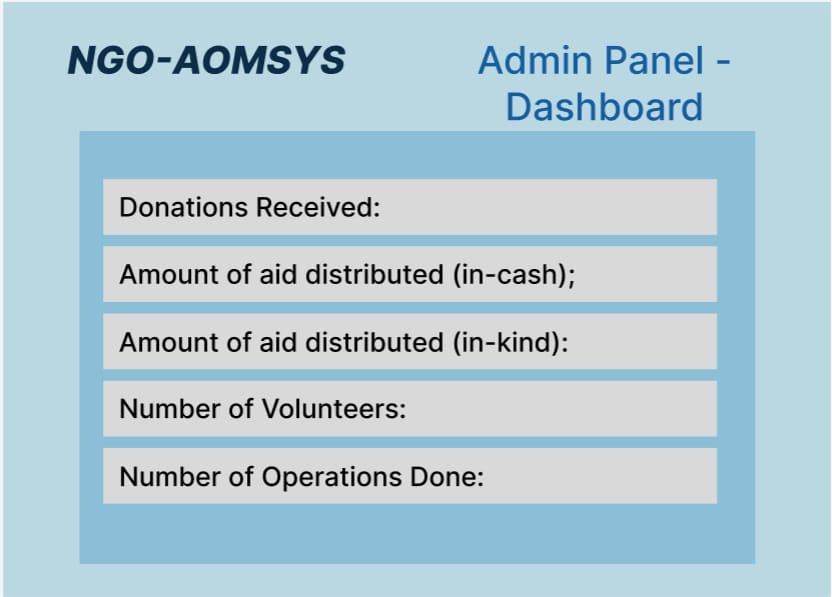 NGO-AOMSYS
Admin Panel -
Dashboard
Donations Received:
Amount of aid distributed (in-cash);
Amount of aid distributed (in-kind):
Number of Volunteers:
Number of Operations Done: